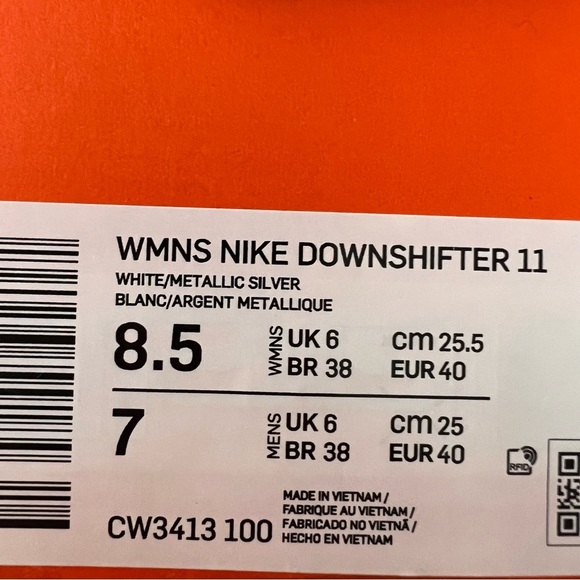 WMNS NIKE DOWNSHIFTER 11
WHITE/METALLIC SILVER
BLANC/ARGENT METALLIQUE
8.5 WMNS UK 6 cm 25.5
BR 38 EUR 40
7 MENS UK 6 cm 25
BR 38 EUR 40
RFID
MADE IN VIETNAM /
FABRIQUE AU VIETNAM /
CW3413 100 FABRICADO NO VIETNÃ /
HECHO EN VIETNAM